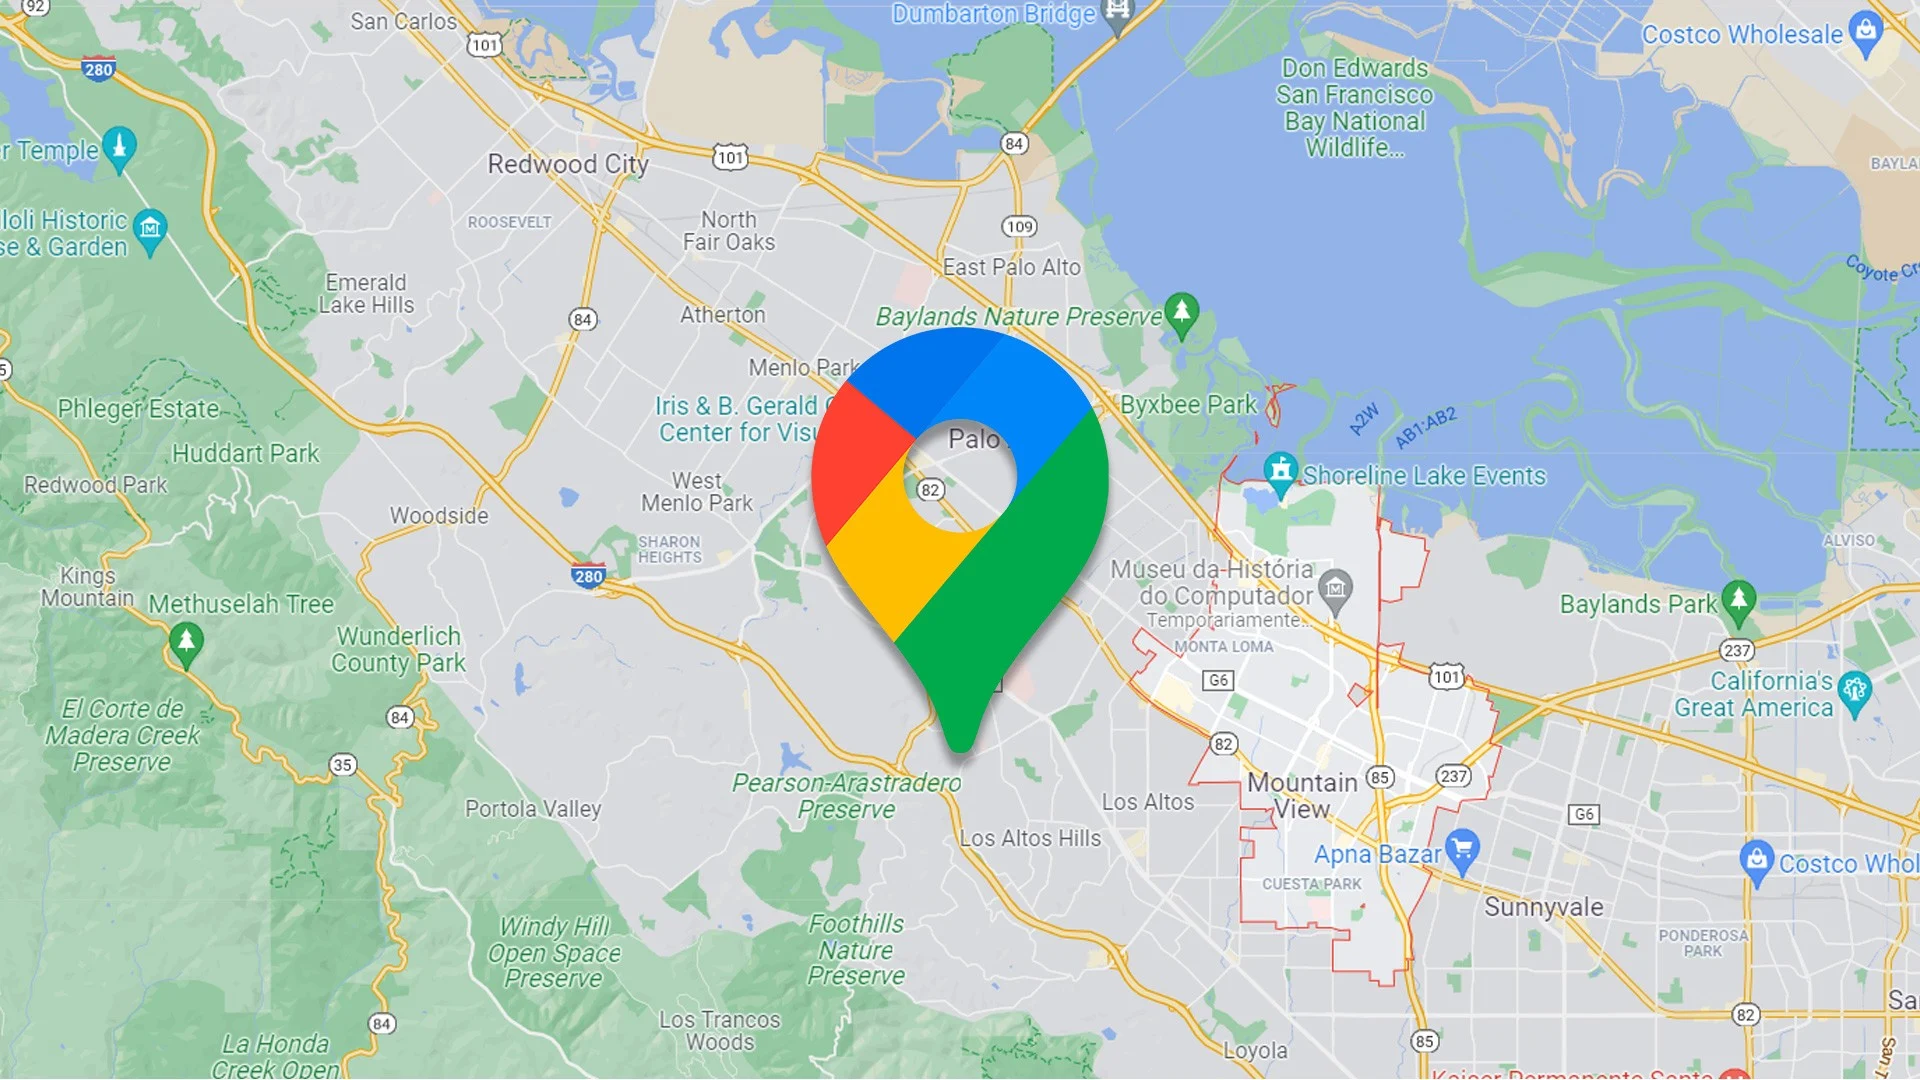 92
San Carlos
101
Dumbarton Bridge
Costco Wholesale
280
Don Edwards
San Francisco
Bay National
Wildlife...
84
r Temple
Redwood City
101
BAYLA
loli Historic
se & Garden
ROOSEVELT
North
Fair Oaks
109
East Palo Alto
Coyote Cr
Emerald
Lake Hills
84
Atherton
Baylands Nature Preserve
Menlo Park
5
Phleger Estate
Iris & B. Gerald
Center for Visu
Byxbee Park
A2W
AB1:AB2
Palo
Huddart Park
Redwood Park
West
Menlo Park
82
Shoreline Lake Events
Woodside
SHARON
HEIGHTS
ALVISO
Kings
Mountain
280
Museu da História
do Computador
Temporariamente...
Methuselah Tree
Baylands Park
Wunderlich
County Park
MONTA LOMA
237
G6
101
California's
Great America
El Corte de
Madera Creek
Preserve
84
82
35
Pearson-Arastradero
Preserve
Mountain
View
85
237
Portola Valley
Los Altos
G6
Los Altos Hills
Apna Bazar
Costco Whol
CUESTA PARK
Windy Hill
Open Space
Preserve
Foothills
Nature
Preserve
Sunnyvale
PONDEROSA
PARK
Sa
84
Los Trancos
Woods
82
La Honda
Creek Open
Loyola
85
San T
Kaiser Permanente Santa